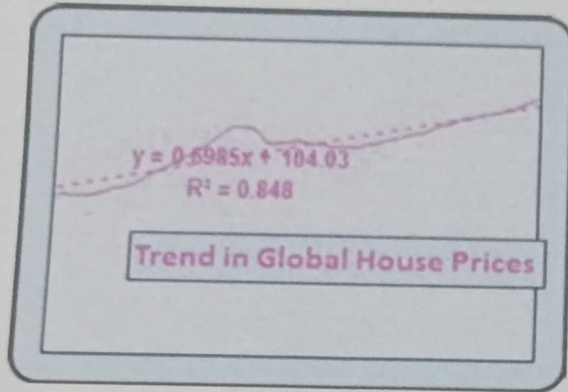 y = 0.6985x + 104.03
R² = 0.848
Trend in Global House Prices